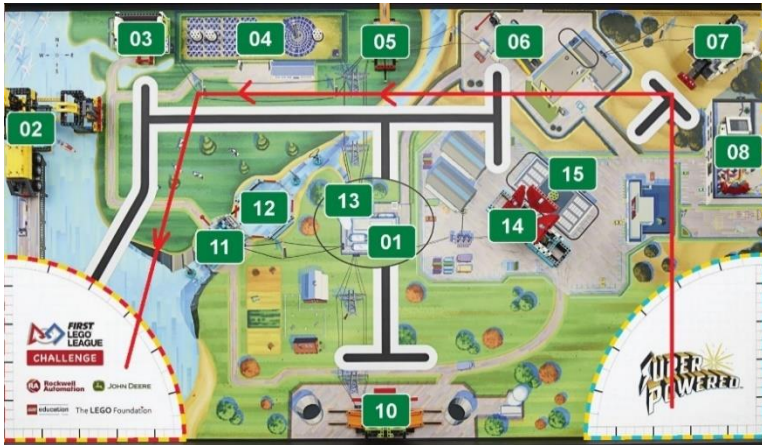 03
04
05
06
07
02
08
13
15
12
14
11
01
FIRST
LEGO
LEAGUE
CHALLENGE
RA Rockwell
Automation
JOHN DEERE
education
The LEGO Foundation
10
SUPER
POWERED